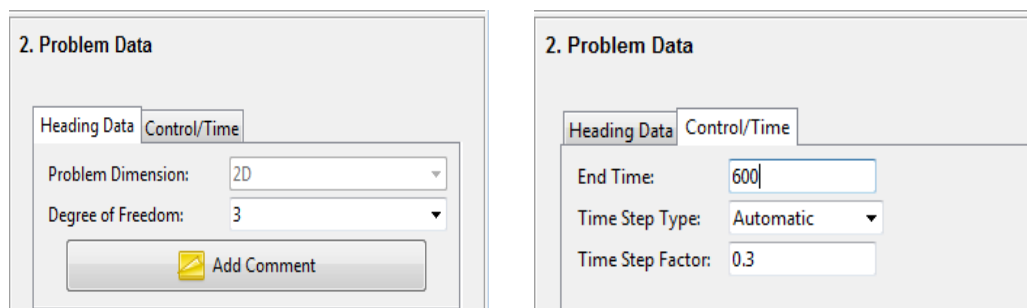 2. Problem Data
Heading Data Control/Time
Problem Dimension: 2D
Degree of Freedom: 3
Add Comment
2. Problem Data
Heading Data Control/Time
End Time: 600
Time Step Type: Automatic
Time Step Factor: 0.3